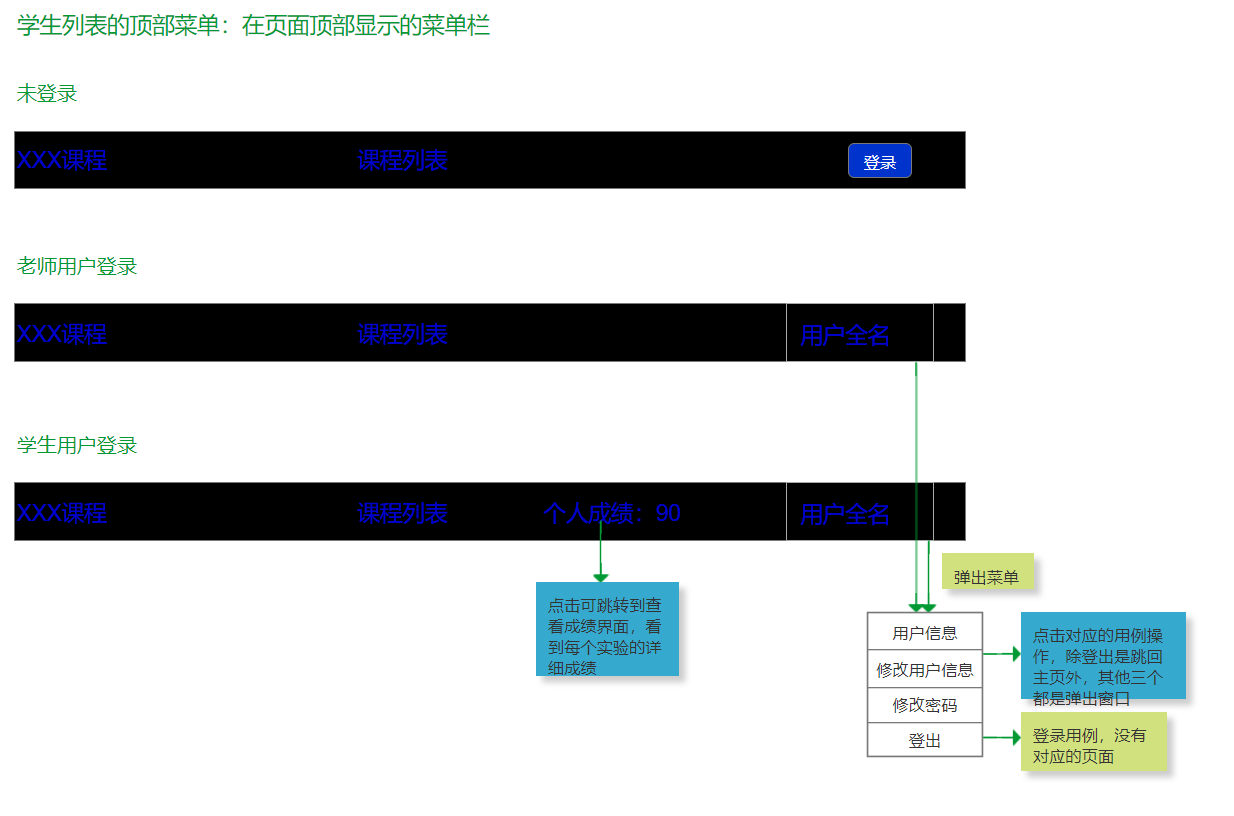 学生列表的顶部菜单：在页面顶部显示的菜单栏
未登录
XXX课程 课程列表 登录
老师用户登录
XXX课程 课程列表 用户全名
学生用户登录
XXX课程 课程列表 个人成绩：90 用户全名
弹出菜单
点击可跳转到查
看成绩界面，看
到每个实验的详
细成绩
用户信息
修改用户信息
修改密码
登出
点击对应的用例操
作，除登出是跳回
主页外，其他三个
都是弹出窗口
登录用例，没有
对应的页面